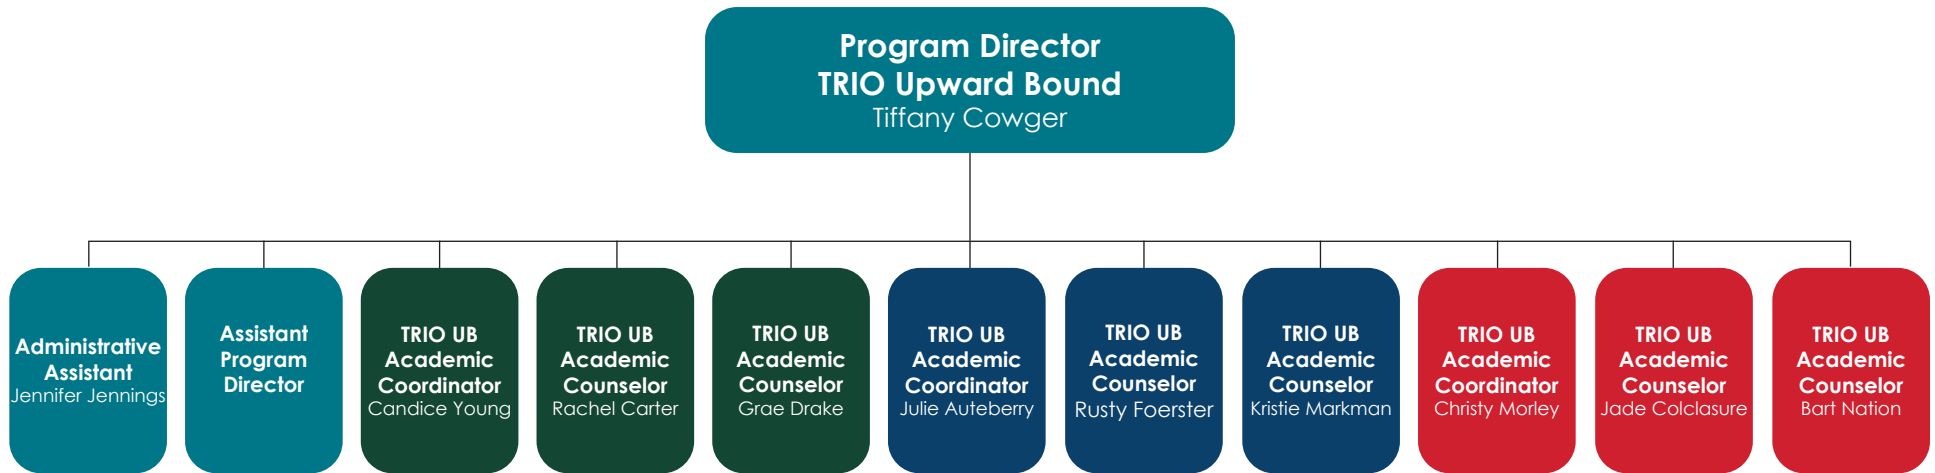 Program Director
TRIO Upward Bound
Tiffany Cowger
Administrative
Assistant
Jennifer Jennings
Assistant
Program
Director
TRIO UB
Academic
Coordinator
Candice Young
TRIO UB
Academic
Counselor
Rachel Carter
TRIO UB
Academic
Counselor
Grae Drake
TRIO UB
Academic
Coordinator
Julie Auteberry
TRIO UB
Academic
Counselor
Rusty Foerster
TRIO UB
Academic
Counselor
Kristie Markman
TRIO UB
Academic
Coordinator
Christy Morley
TRIO UB
Academic
Counselor
Jade Colclasure
TRIO UB
Academic
Counselor
Bart Nation